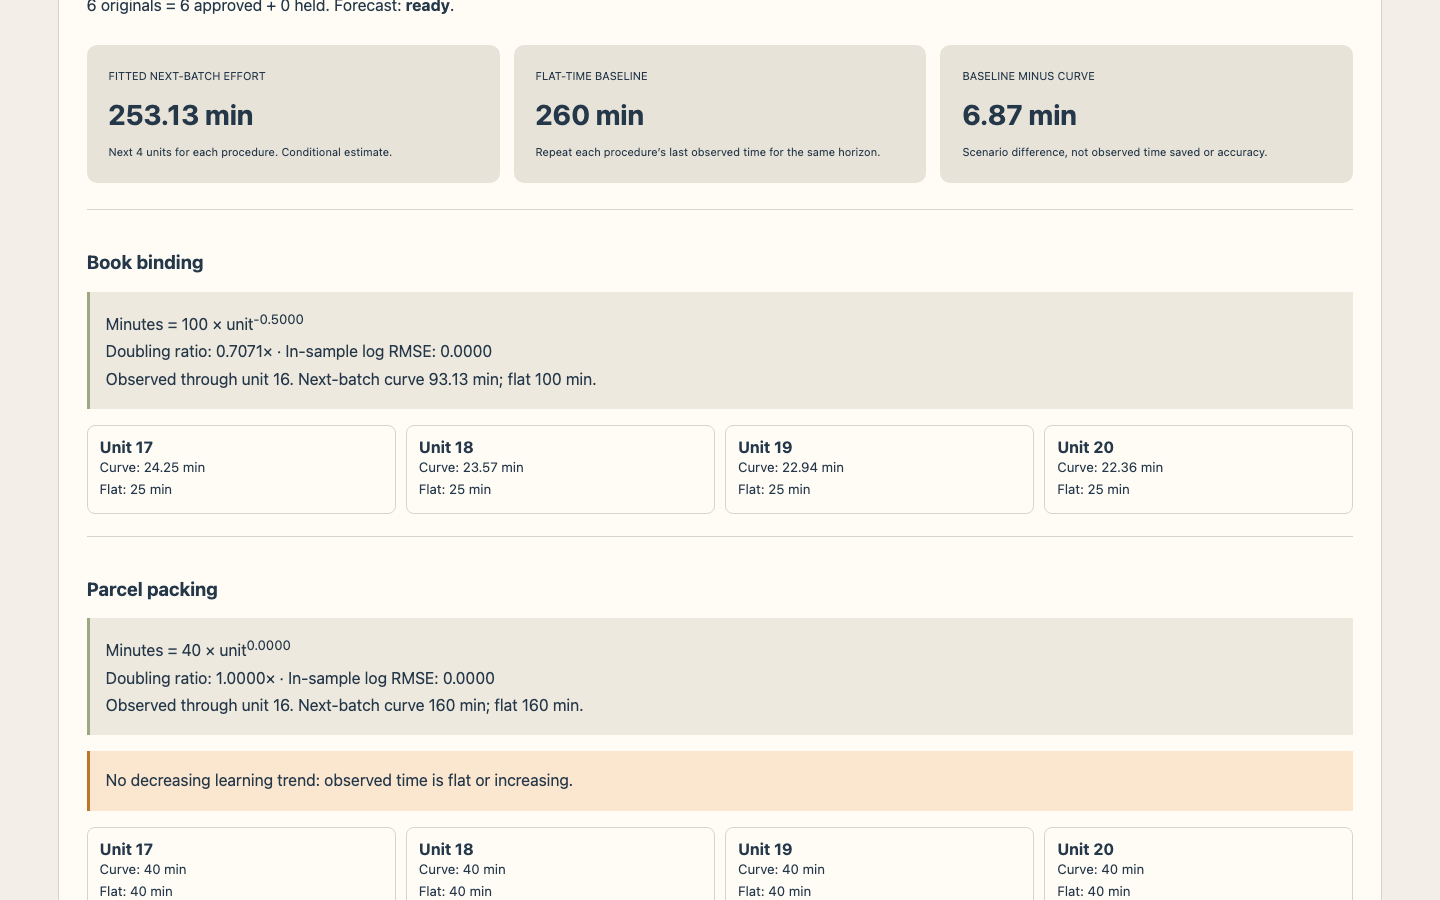 6 originals = 6 approved + 0 held. Forecast: ready.
FITTED NEXT-BATCH EFFORT
253.13 min
Next 4 units for each procedure. Conditional estimate.
FLAT-TIME BASELINE
260 min
Repeat each procedure's last observed time for the same horizon.
BASELINE MINUS CURVE
6.87 min
Scenario difference, not observed time saved or accuracy.
Book binding
Minutes = 100 × unit⁻⁰·⁵⁰⁰⁰
Doubling ratio: 0.7071× · In-sample log RMSE: 0.0000
Observed through unit 16. Next-batch curve 93.13 min; flat 100 min.
Unit 17
Curve: 24.25 min
Flat: 25 min
Unit 18
Curve: 23.57 min
Flat: 25 min
Unit 19
Curve: 22.94 min
Flat: 25 min
Unit 20
Curve: 22.36 min
Flat: 25 min
Parcel packing
Minutes = 40 × unit⁰·⁰⁰⁰⁰
Doubling ratio: 1.0000× · In-sample log RMSE: 0.0000
Observed through unit 16. Next-batch curve 160 min; flat 160 min.
No decreasing learning trend: observed time is flat or increasing.
Unit 17
Curve: 40 min
Flat: 40 min
Unit 18
Curve: 40 min
Flat: 40 min
Unit 19
Curve: 40 min
Flat: 40 min
Unit 20
Curve: 40 min
Flat: 40 min